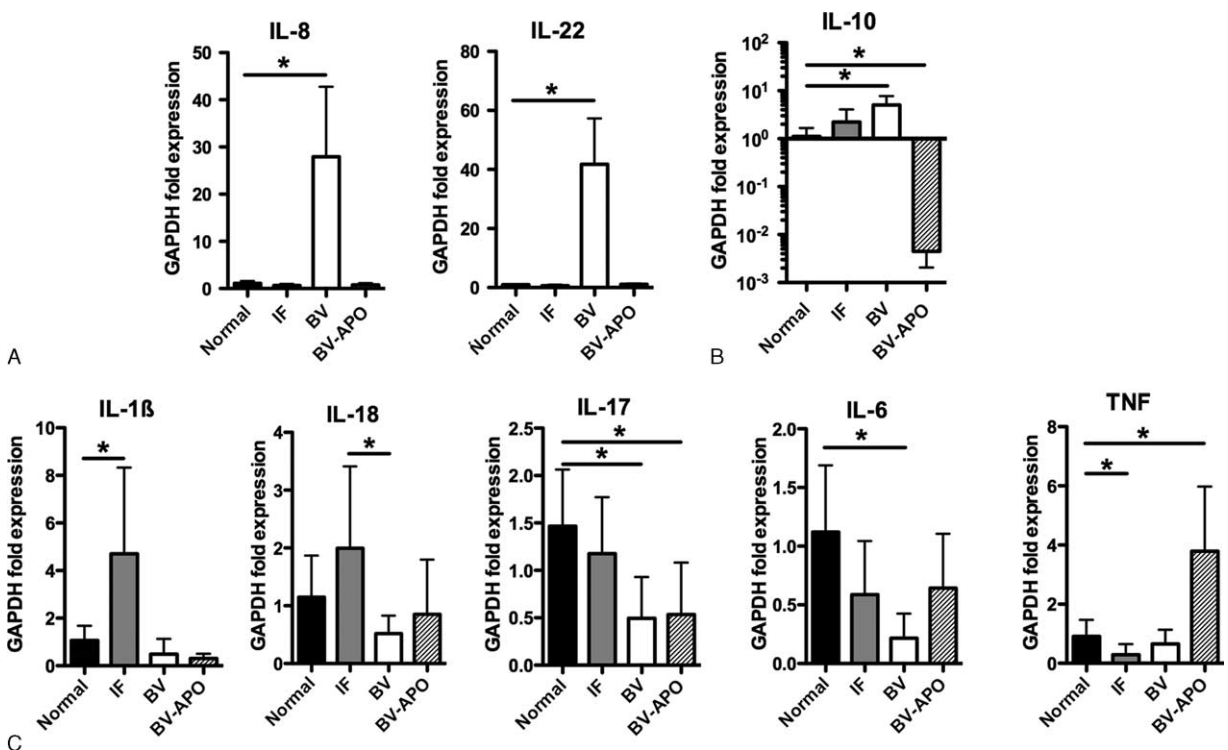 IL-8
GAPDH fold expression
50
40
30
20
10
0
*
Normal
IF
BV
BV-APO
IL-22
GAPDH fold expression
80
60
40
20
0
*
Normal
IF
BV
BV-APO
IL-10
GAPDH fold expression
10²
10¹
10⁰
10⁻¹
10⁻²
10⁻³
*
*
Normal
IF
BV
BV-APO
A
B
IL-1ß
GAPDH fold expression
10
8
6
4
2
0
*
Normal
IF
BV
BV-APO
IL-18
GAPDH fold expression
4
3
2
1
0
*
Normal
IF
BV
BV-APO
IL-17
GAPDH fold expression
2.5
2.0
1.5
1.0
0.5
0.0
*
*
Normal
IF
BV
BV-APO
IL-6
GAPDH fold expression
2.0
1.5
1.0
0.5
0.0
*
Normal
IF
BV
BV-APO
TNF
GAPDH fold expression
8
6
4
2
0
*
*
Normal
IF
BV
BV-APO
C